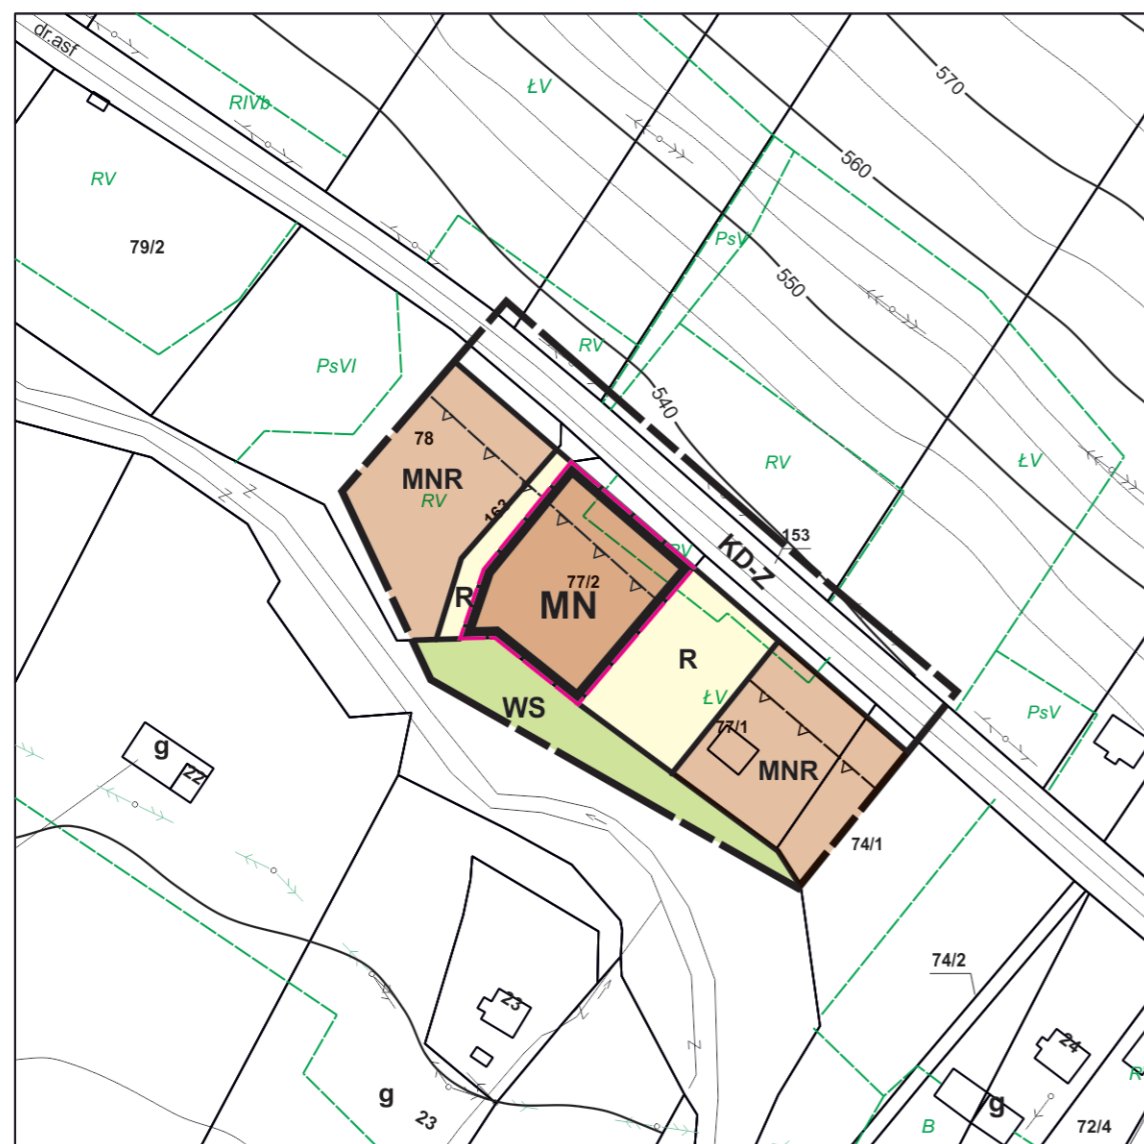 dr.asf
RIVb
ŁV
570
560
RV
79/2
PsV
550
PsVI
RV
540
78
MNR
RV
RV
ŁV
162
153
KD-Z
RV
77/2
R
MN
R
ŁV
WS
77/1
MNR
PsV
g
22
74/1
74/2
23
24
g
23
g
B
72/4
R